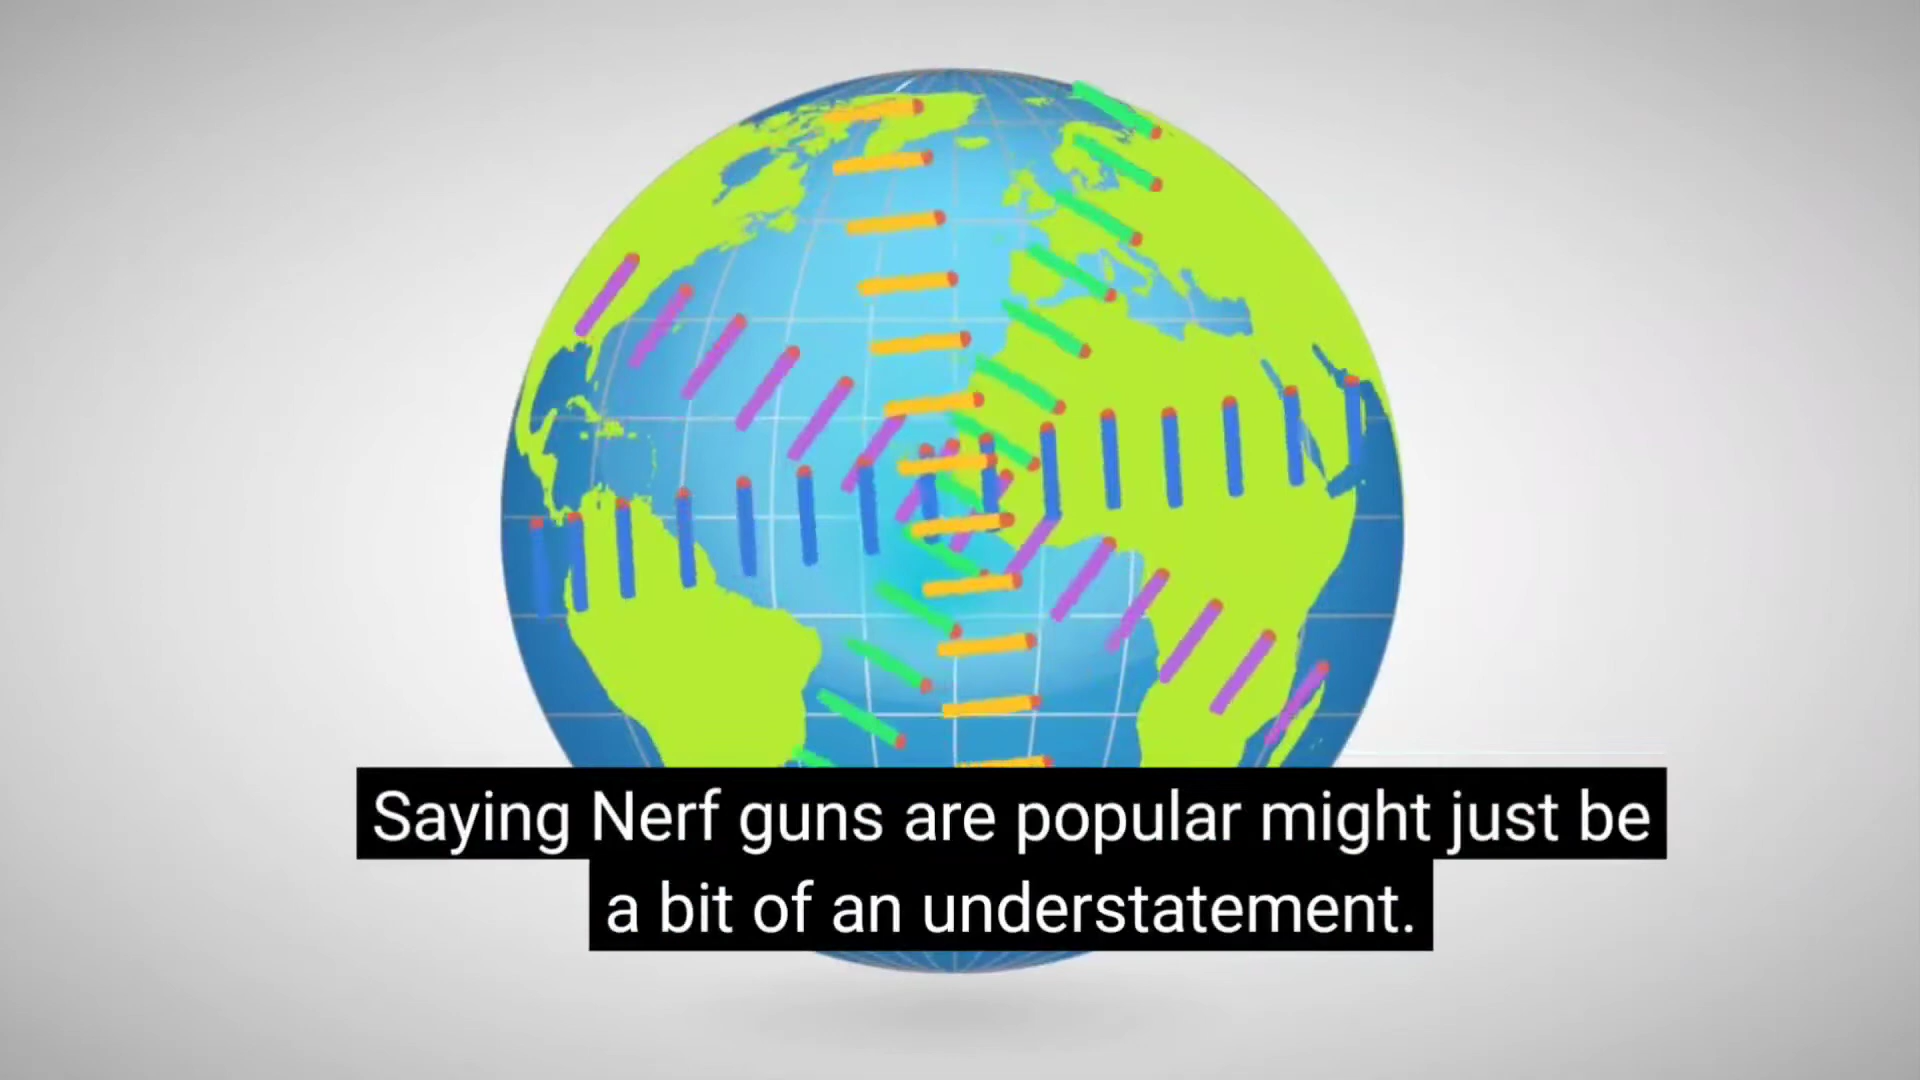 Saying Nerf guns are popular might just be
a bit of an understatement.